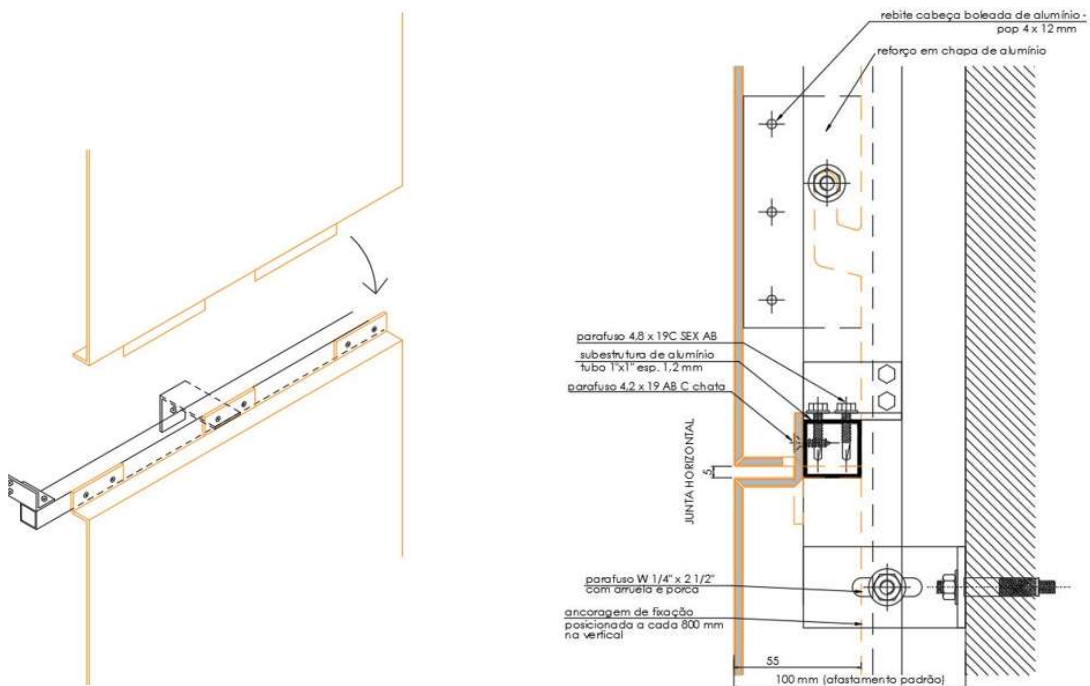 rebite cabeça boleada de alumínio -
pop 4 x 12 mm
reforço em chapa de alumínio
parafuso 4,8 x 19C SEX AB
subestrutura de alumínio
tubo 1"x1" esp. 1,2 mm
parafuso 4,2 x 19 AB C chata
JUNTA HORIZONTAL
5
parafuso W 1/4" x 2 1/2"
com arruela e porca
ancoragem de fixação
posicionada a cada 800 mm
na vertical
55
100 mm (afastamento padrão)